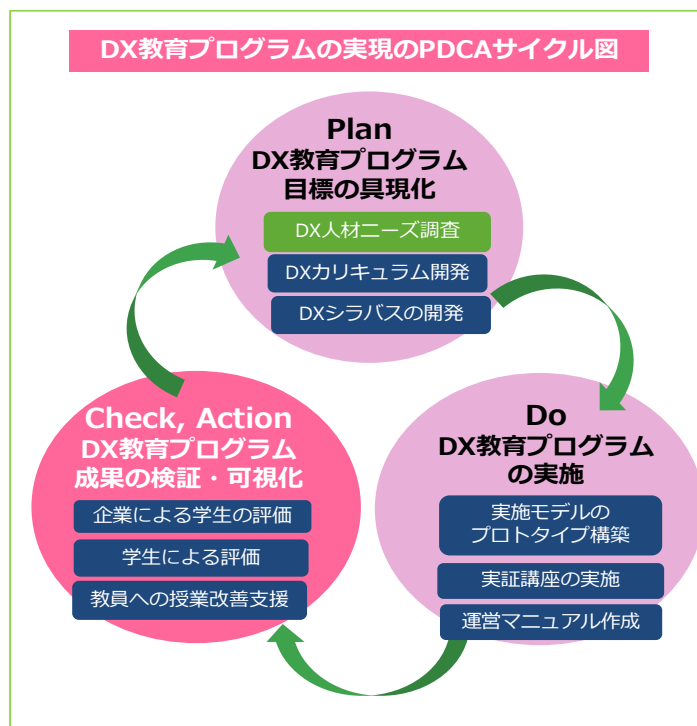 DX教育プログラムの実現のPDCAサイクル図
Plan
DX教育プログラム
目標の具現化
DX人材ニーズ調査
DXカリキュラム開発
DXシラバスの開発
Check, Action
DX教育プログラム
成果の検証・可視化
企業による学生の評価
学生による評価
教員への授業改善支援
Do
DX教育プログラム
の実施
実施モデルの
プロトタイプ構築
実証講座の実施
運営マニュアル作成